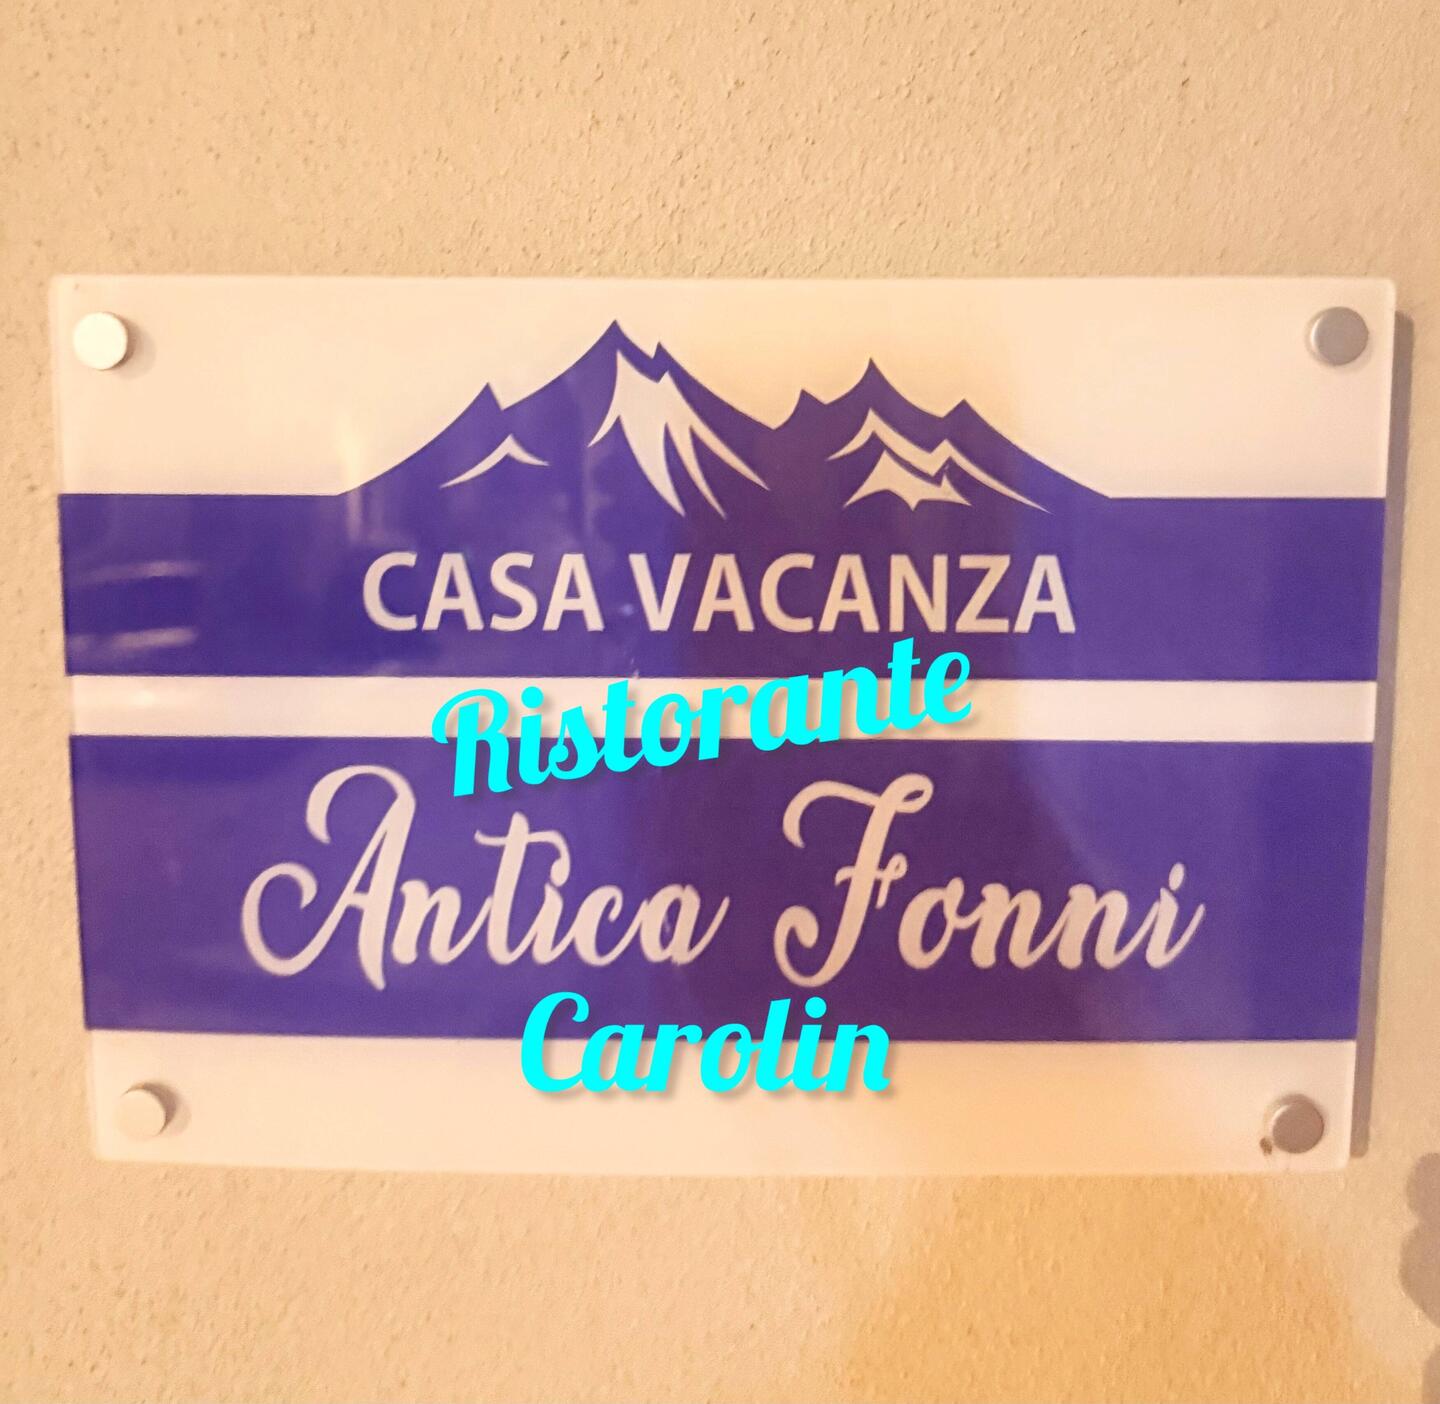 CASA VACANZA
Ristorante
Antica Fonni
Carolin